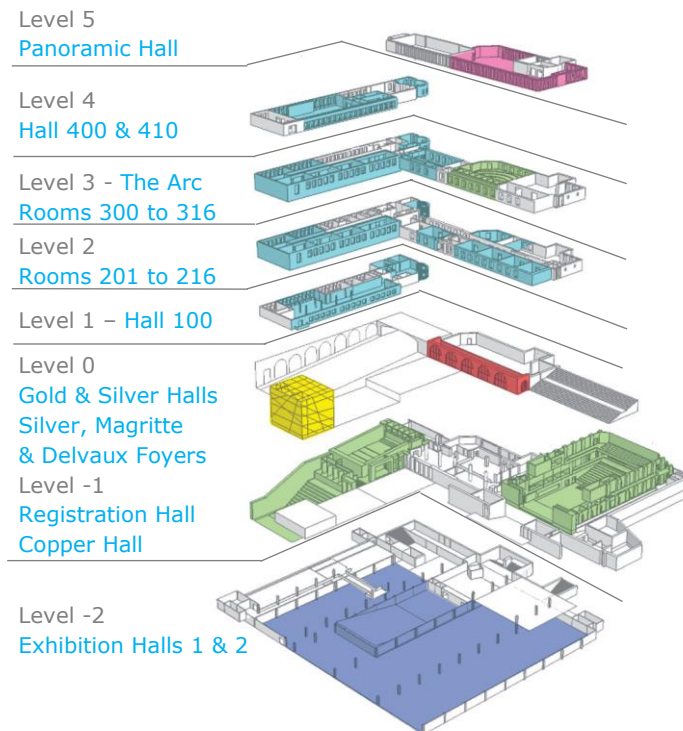 Level 5
Panoramic Hall
Level 4
Hall 400 & 410
Level 3 - The Arc
Rooms 300 to 316
Level 2
Rooms 201 to 216
Level 1 – Hall 100
Level 0
Gold & Silver Halls
Silver, Magritte
& Delvaux Foyers
Level -1
Registration Hall
Copper Hall
Level -2
Exhibition Halls 1 & 2